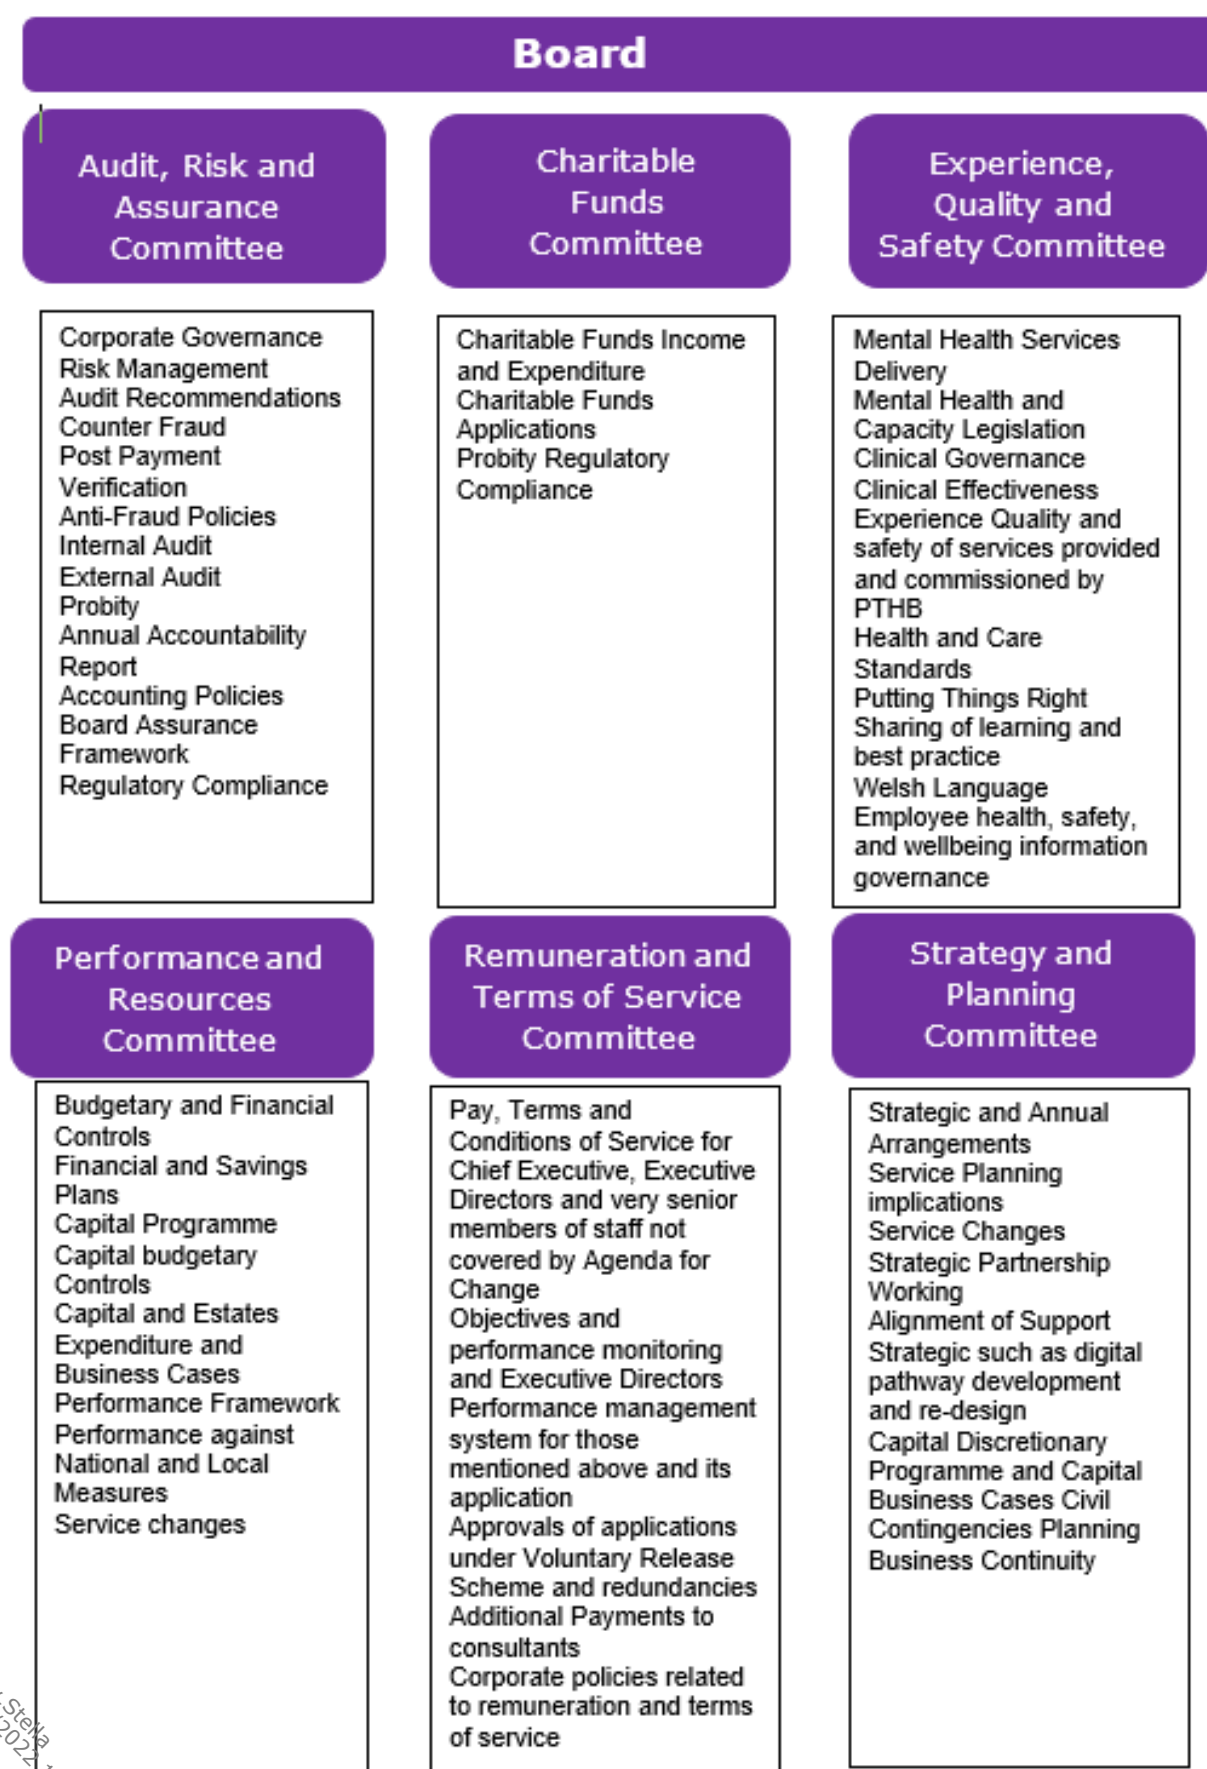 Board
Audit, Risk and
Assurance
Committee
Charitable
Funds
Committee
Experience,
Quality and
Safety Committee
Corporate Governance
Risk Management
Audit Recommendations
Counter Fraud
Post Payment
Verification
Anti-Fraud Policies
Internal Audit
External Audit
Probity
Annual Accountability
Report
Accounting Policies
Board Assurance
Framework
Regulatory Compliance
Charitable Funds Income
and Expenditure
Charitable Funds
Applications
Probity Regulatory
Compliance
Mental Health Services
Delivery
Mental Health and
Capacity Legislation
Clinical Governance
Clinical Effectiveness
Experience Quality and
safety of services provided
and commissioned by
PTHB
Health and Care
Standards
Putting Things Right
Sharing of learning and
best practice
Welsh Language
Employee health, safety,
and wellbeing information
governance
Performance and
Resources
Committee
Remuneration and
Terms of Service
Committee
Strategy and
Planning
Committee
Budgetary and Financial
Controls
Financial and Savings
Plans
Capital Programme
Capital budgetary
Controls
Capital and Estates
Expenditure and
Business Cases
Performance Framework
Performance against
National and Local
Measures
Service changes
Pay, Terms and
Conditions of Service for
Chief Executive, Executive
Directors and very senior
members of staff not
covered by Agenda for
Change
Objectives and
performance monitoring
and Executive Directors
Performance management
system for those
mentioned above and its
application
Approvals of applications
under Voluntary Release
Scheme and redundancies
Additional Payments to
consultants
Corporate policies related
to remuneration and terms
of service
Strategic and Annual
Arrangements
Service Planning
implications
Service Changes
Strategic Partnership
Working
Alignment of Support
Strategic such as digital
pathway development
and re-design
Capital Discretionary
Programme and Capital
Business Cases Civil
Contingencies Planning
Business Continuity
Stella
2022